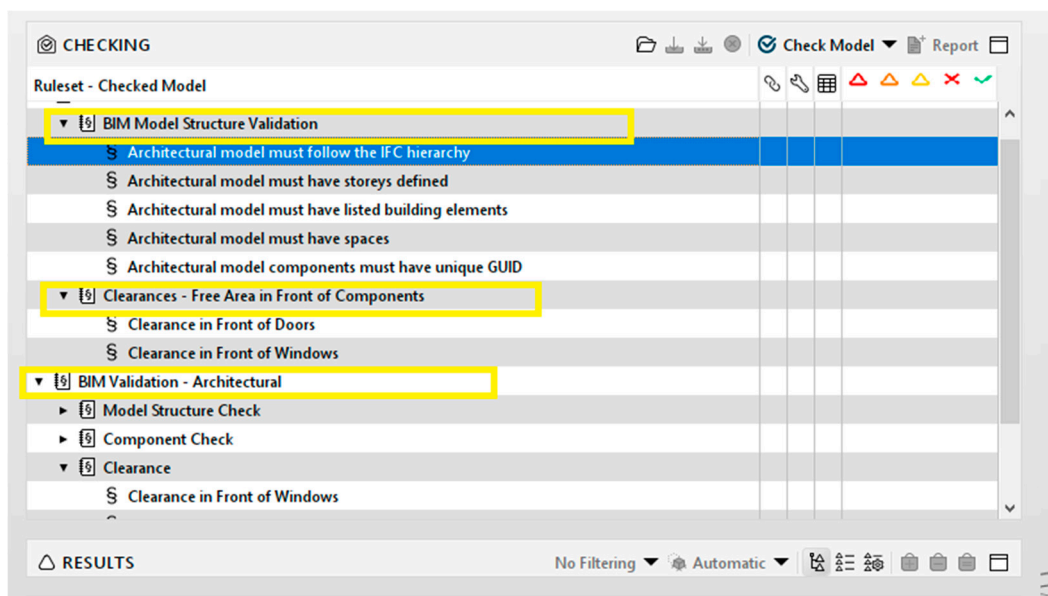 CHECKING
Check Model Report
Ruleset - Checked Model
BIM Model Structure Validation
§ Architectural model must follow the IFC hierarchy
§ Architectural model must have storeys defined
§ Architectural model must have listed building elements
§ Architectural model must have spaces
§ Architectural model components must have unique GUID
Clearances - Free Area in Front of Components
§ Clearance in Front of Doors
§ Clearance in Front of Windows
BIM Validation - Architectural
Model Structure Check
Component Check
Clearance
§ Clearance in Front of Windows
RESULTS
No Filtering Automatic